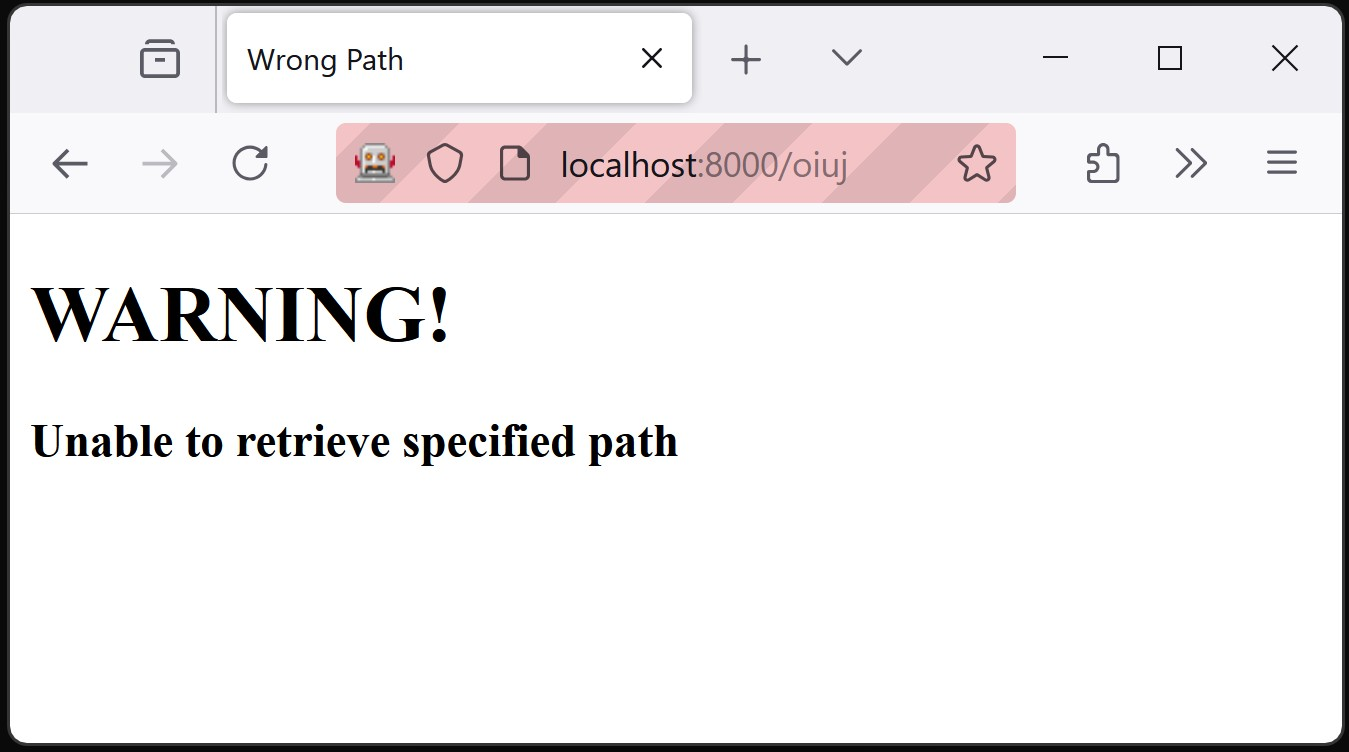 Wrong Path
localhost:8000/oiuj
WARNING!
Unable to retrieve specified path